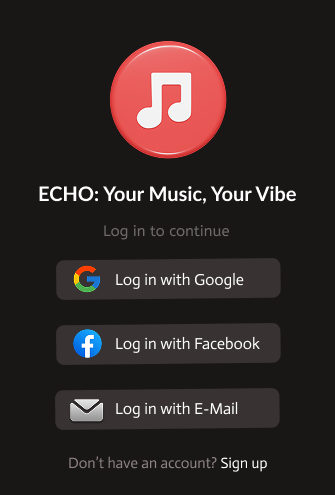 ECHO: Your Music, Your Vibe
Log in to continue
Log in with Google
Log in with Facebook
Log in with E-Mail
Don't have an account? Sign up